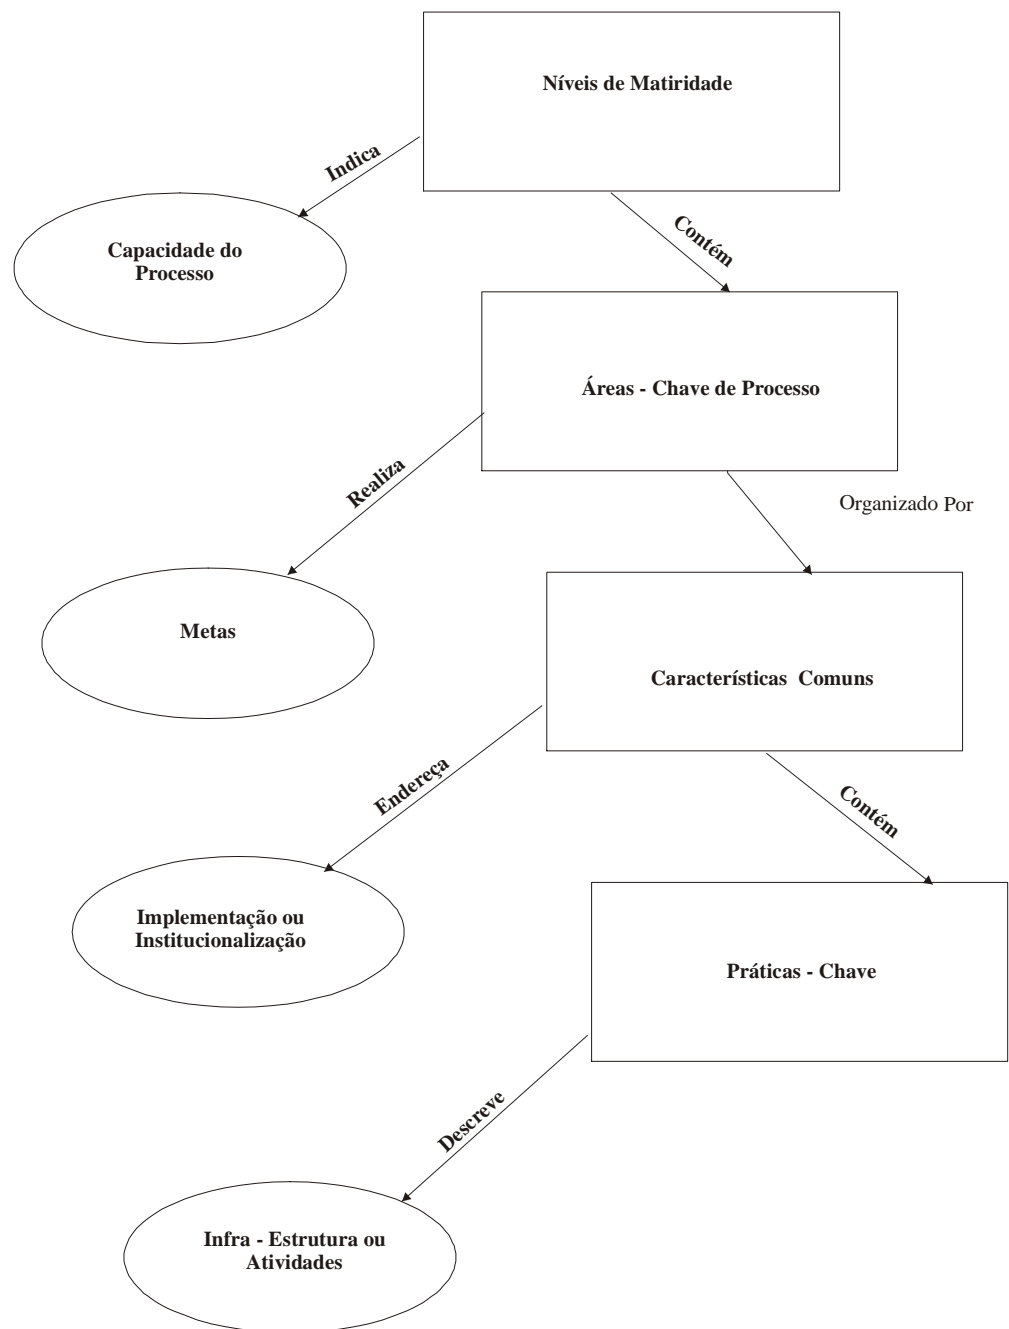 Níveis de Matiridade
Indica
Contém
Capacidade do
Processo
Áreas - Chave de Processo
Realiza
Organizado Por
Metas
Característícas Comuns
Endereça
Contém
Implementação ou
Institucionalização
Práticas - Chave
Descreve
Infra - Estrutura ou
Atividades